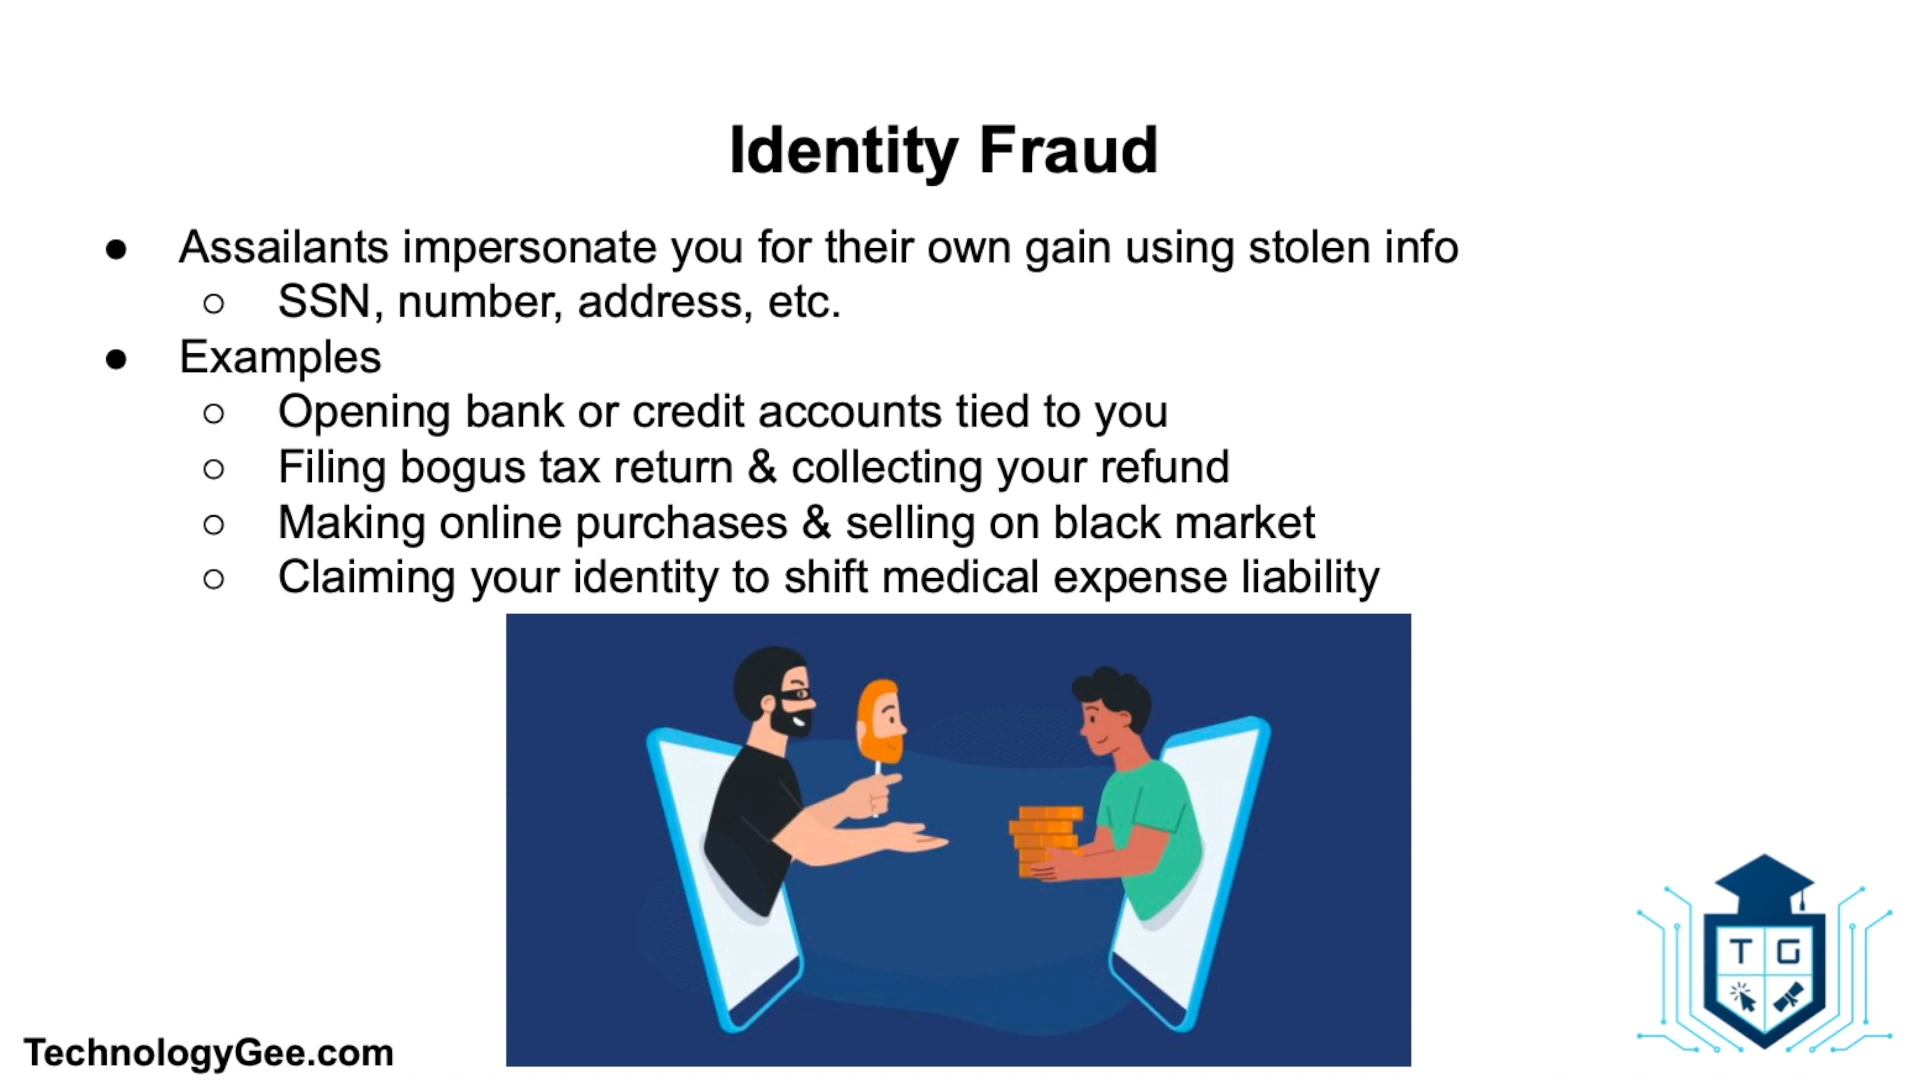 Identity Fraud
● Assailants impersonate you for their own gain using stolen info
○ SSN, number, address, etc.
● Examples
○ Opening bank or credit accounts tied to you
○ Filing bogus tax return & collecting your refund
○ Making online purchases & selling on black market
○ Claiming your identity to shift medical expense liability
T G
TechnologyGee.com